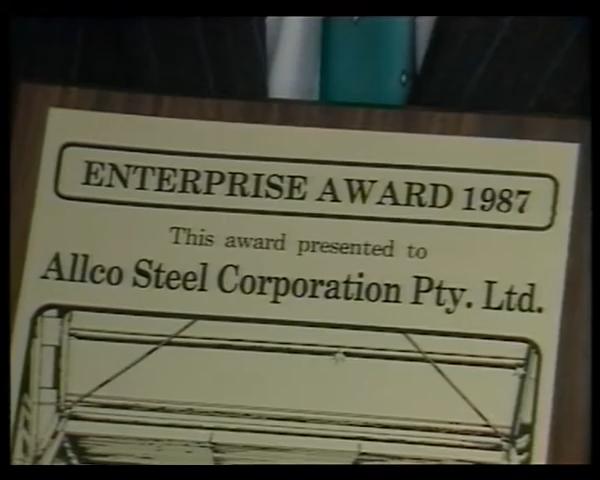 ENTERPRISE AWARD 1987
This award presented to
Allco Steel Corporation Pty. Ltd.